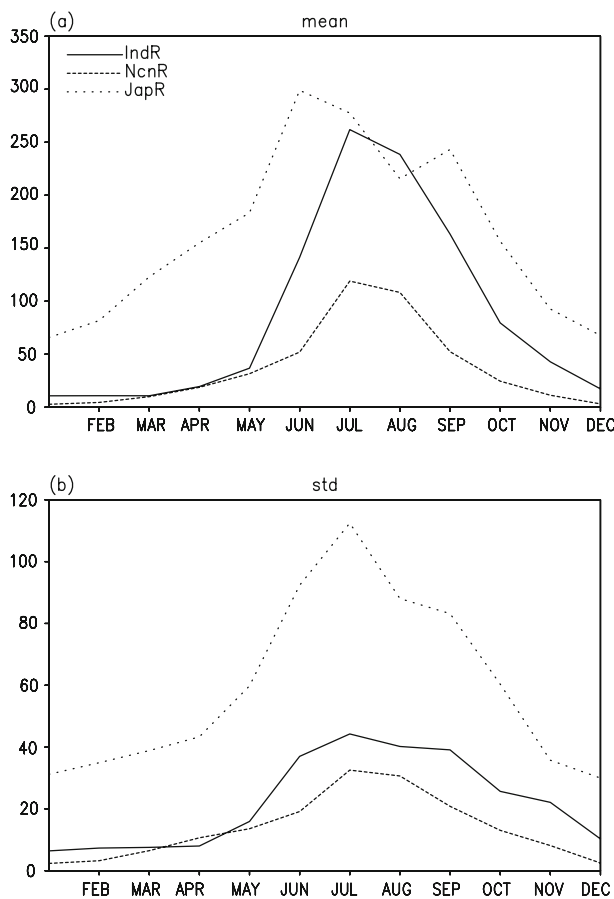 (a) mean
350
300
250
200
150
100
50
0
IndR
NcnR
JapR
FEB MAR APR MAY JUN JUL AUG SEP OCT NOV DEC
(b) std
120
100
80
60
40
20
0
FEB MAR APR MAY JUN JUL AUG SEP OCT NOV DEC